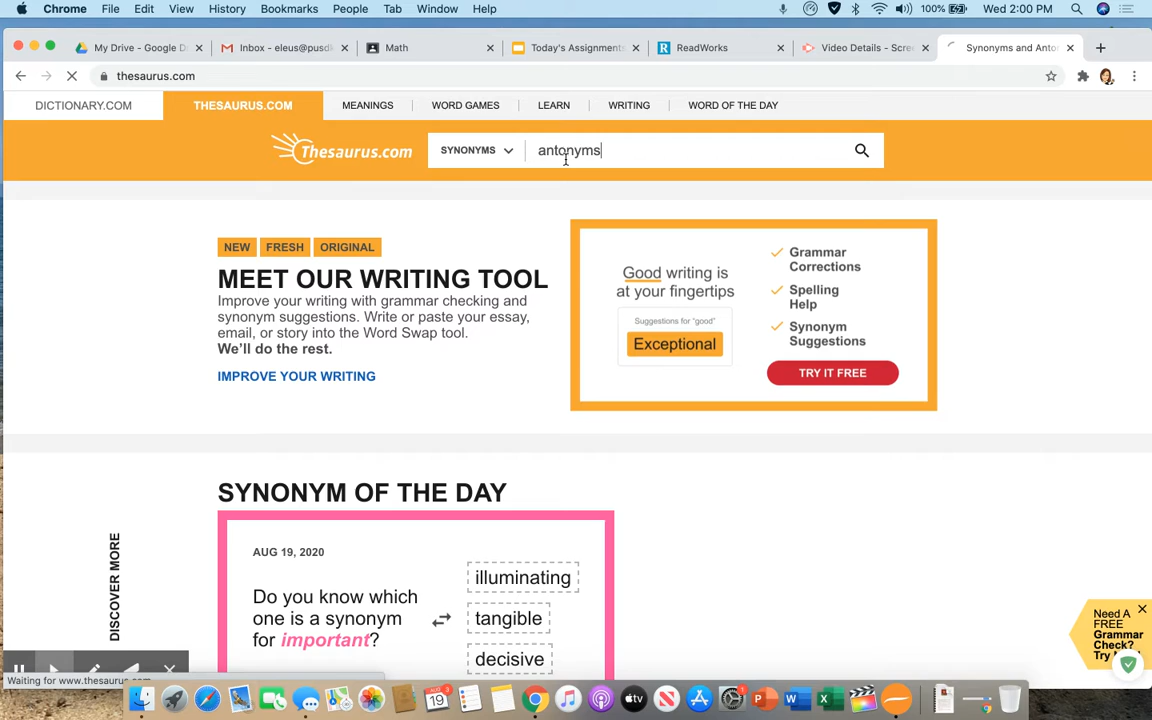 Chrome File Edit View History Bookmarks People Tab Window Help 100% Wed 2:00 PM
My Drive - Google D Inbox - eleus@pusdk Math Today's Assignments ReadWorks Video Details - Scree Synonyms and Anto
thesaurus.com
DICTIONARY.COM THESAURUS.COM MEANINGS WORD GAMES LEARN WRITING WORD OF THE DAY
Thesaurus.com SYNONYMS antonyms
NEW FRESH ORIGINAL
MEET OUR WRITING TOOL
Improve your writing with grammar checking and
synonym suggestions. Write or paste your essay,
email, or story into the Word Swap tool.
We'll do the rest.
IMPROVE YOUR WRITING
Good writing is
at your fingertips
Suggestions for "good"
Exceptional
Grammar
Corrections
Spelling
Help
Synonym
Suggestions
TRY IT FREE
SYNONYM OF THE DAY
AUG 19, 2020
Do you know which
one is a synonym
for important?
illuminating
tangible
decisive
DISCOVER MORE
Need A
FREE
Grammar
Check?
Waiting for www.thesaurus.com
19
tv